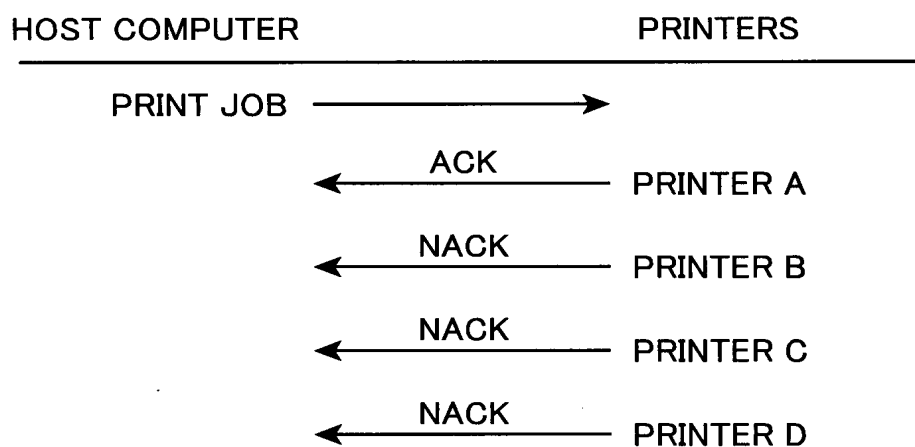 HOST COMPUTER PRINTERS
PRINT JOB
ACK
PRINTER A
NACK
PRINTER B
NACK
PRINTER C
NACK
PRINTER D